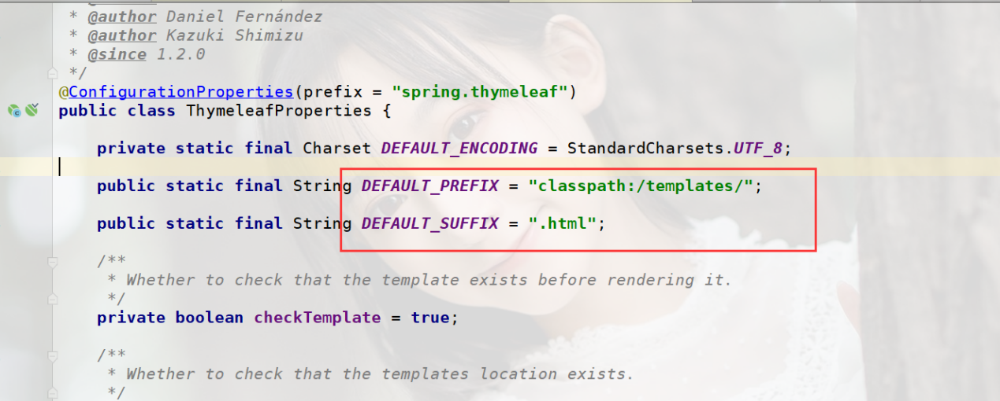 * @author Daniel Fernández
* @author Kazuki Shimizu
* @since 1.2.0
*/
@ConfigurationProperties(prefix = "spring.thymeleaf")
public class ThymeleafProperties {
private static final Charset DEFAULT_ENCODING = StandardCharsets.UTF_8;
public static final String DEFAULT_PREFIX = "classpath:/templates/";
public static final String DEFAULT_SUFFIX = ".html";
/**
* Whether to check that the template exists before rendering it.
*/
private boolean checkTemplate = true;
/**
* Whether to check that the templates location exists.
*/